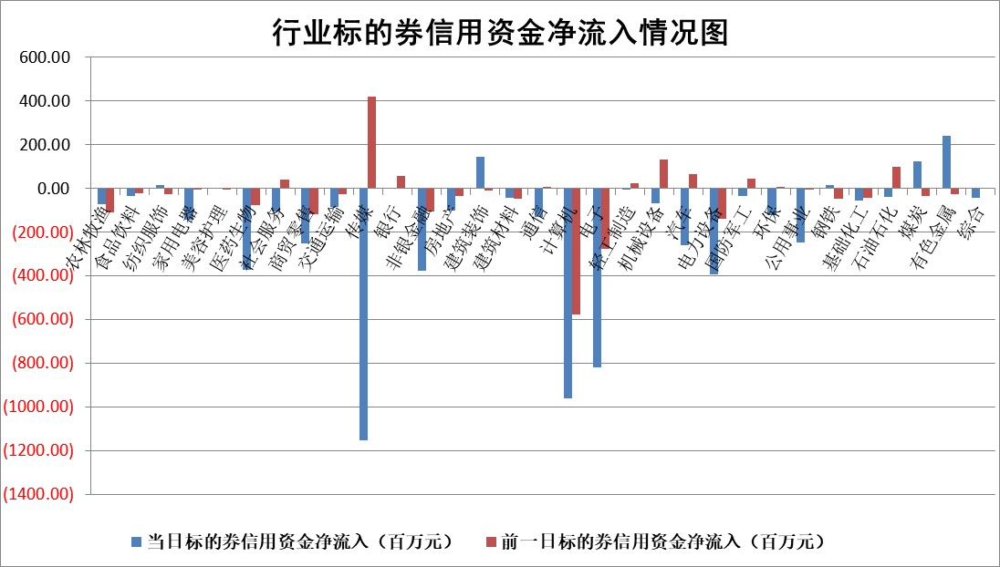 行业标的券信用资金净流入情况图
600.00
400.00
200.00
0.00
(200.00)
(400.00)
(600.00)
(800.00)
(1000.00)
(1200.00)
(1400.00)
农林牧渔
食品饮料
纺织服饰
家用电器
美容护理
医药生物
社会服务
商贸零售
交通运输
传媒
银行
非银金融
房地产
建筑装饰
建筑材料
通信
计算机
电子
轻工制造
机械设备
汽车
电力设备
国防军工
环保
公用事业
钢铁
基础化工
石油石化
煤炭
有色金属
综合
当日标的券信用资金净流入（百万元）
前一日标的券信用资金净流入（百万元）